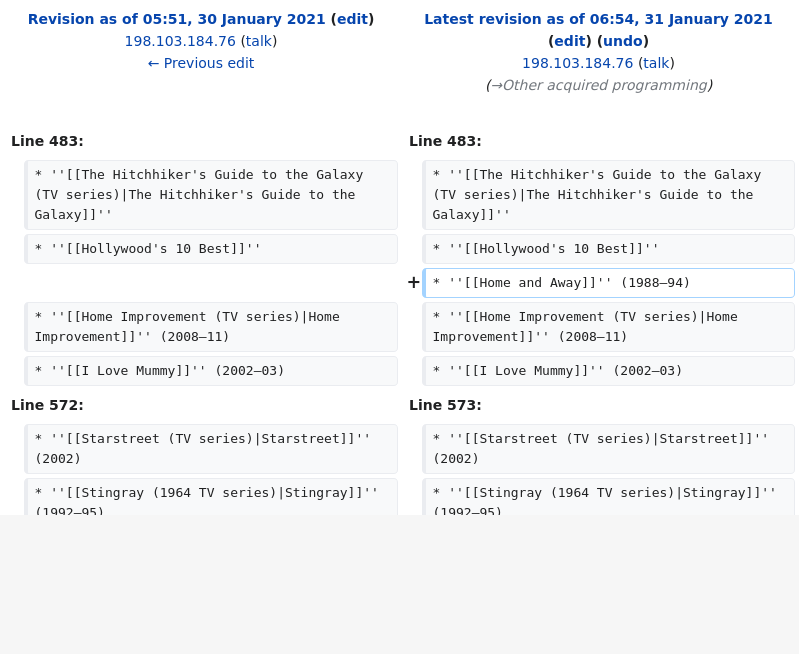 Revision as of 05:51, 30 January 2021 (edit)
198.103.184.76 (talk)
← Previous edit
Latest revision as of 06:54, 31 January 2021
(edit) (undo)
198.103.184.76 (talk)
(→Other acquired programming)
Line 483:
* ''[[The Hitchhiker's Guide to the Galaxy
(TV series)|The Hitchhiker's Guide to the
Galaxy]]''
* ''[[Hollywood's 10 Best]]''
* ''[[Home Improvement (TV series)|Home
Improvement]]'' (2008–11)
* ''[[I Love Mummy]]'' (2002–03)
Line 572:
* ''[[Starstreet (TV series)|Starstreet]]''
(2002)
* ''[[Stingray (1964 TV series)|Stingray]]''
(1992–95)
Line 483:
* ''[[The Hitchhiker's Guide to the Galaxy
(TV series)|The Hitchhiker's Guide to the
Galaxy]]''
* ''[[Hollywood's 10 Best]]''
+ * ''[[Home and Away]]'' (1988–94)
* ''[[Home Improvement (TV series)|Home
Improvement]]'' (2008–11)
* ''[[I Love Mummy]]'' (2002–03)
Line 573:
* ''[[Starstreet (TV series)|Starstreet]]''
(2002)
* ''[[Stingray (1964 TV series)|Stingray]]''
(1992–95)